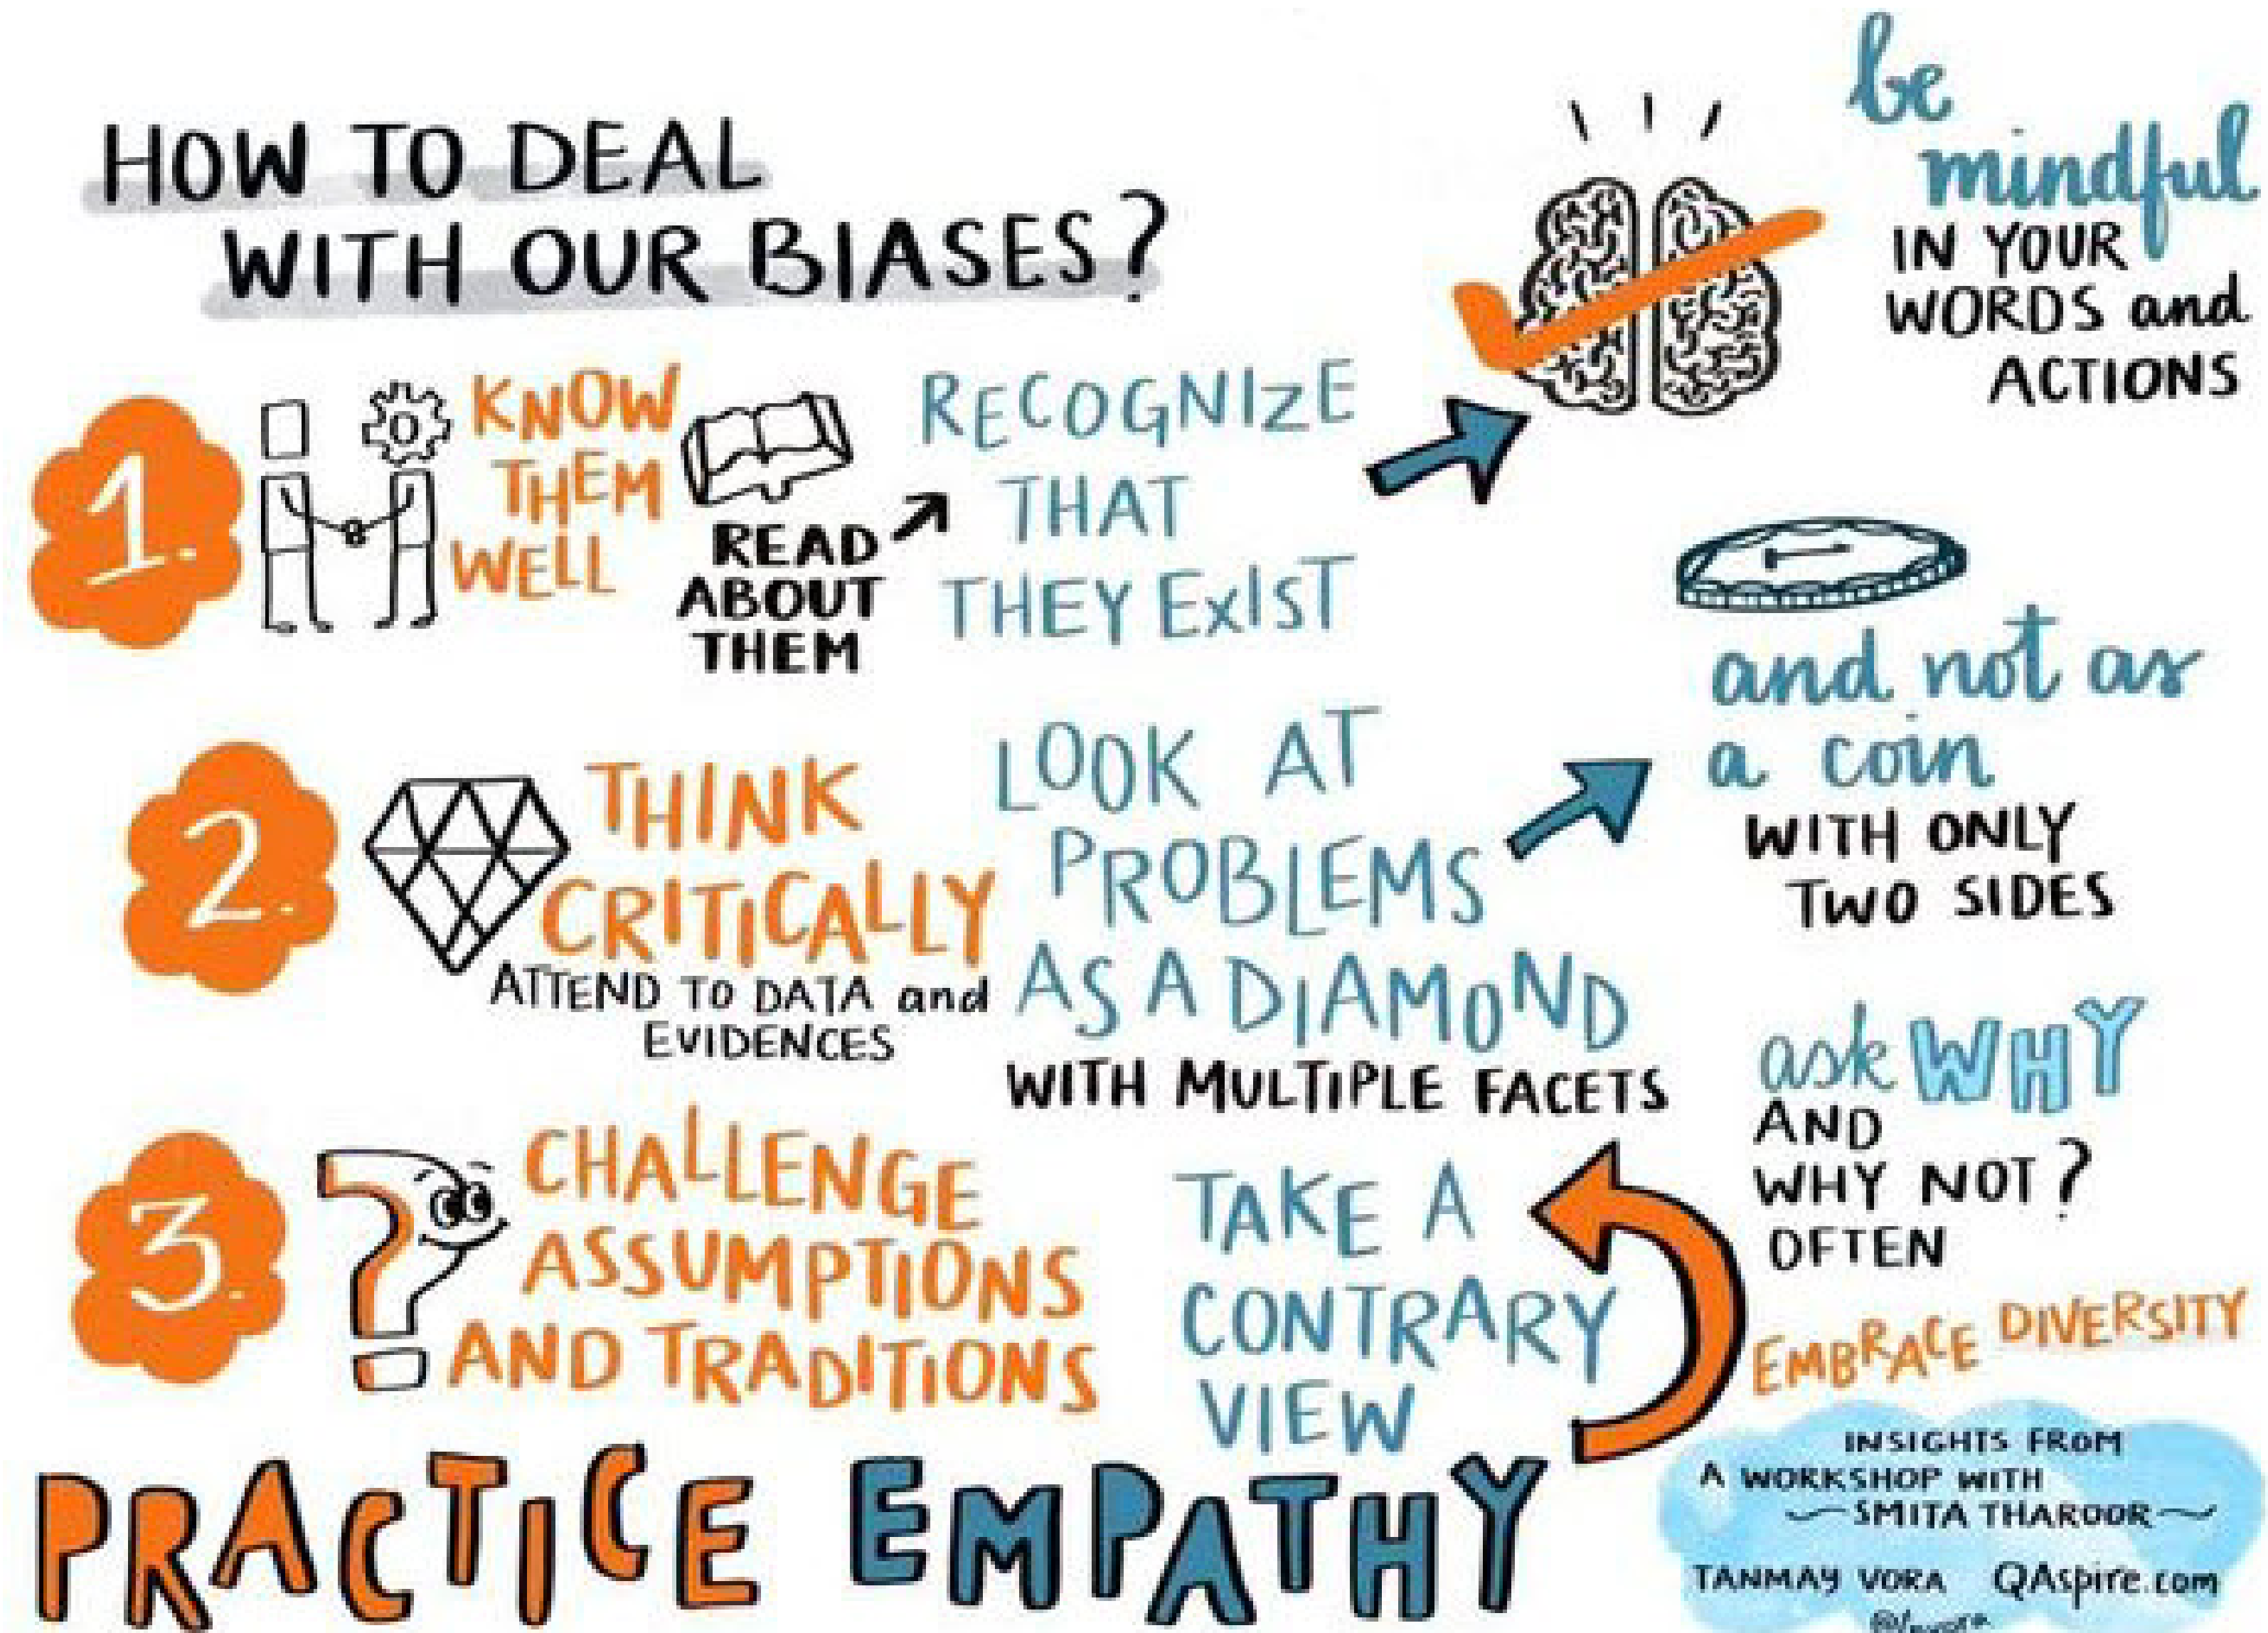 HOW TO DEAL
WITH OUR BIASES?
1.
KNOW
THEM
WELL
READ
ABOUT
THEM
RECOGNIZE
THAT
THEY EXIST
be
mindful
IN YOUR
WORDS and
ACTIONS
2.
THINK
CRITICALLY
ATTEND TO DATA and
EVIDENCES
LOOK AT
PROBLEMS
AS A DIAMOND
WITH MULTIPLE FACETS
and not as
a coin
WITH ONLY
TWO SIDES
3.
CHALLENGE
ASSUMPTIONS
AND TRADITIONS
TAKE A
CONTRARY
VIEW
ask WHY
AND
WHY NOT?
OFTEN
EMBRACE DIVERSITY
PRACTICE EMPATHY
INSIGHTS FROM
A WORKSHOP WITH
SMITA THAROOR
TANMAY VORA QAspire.com